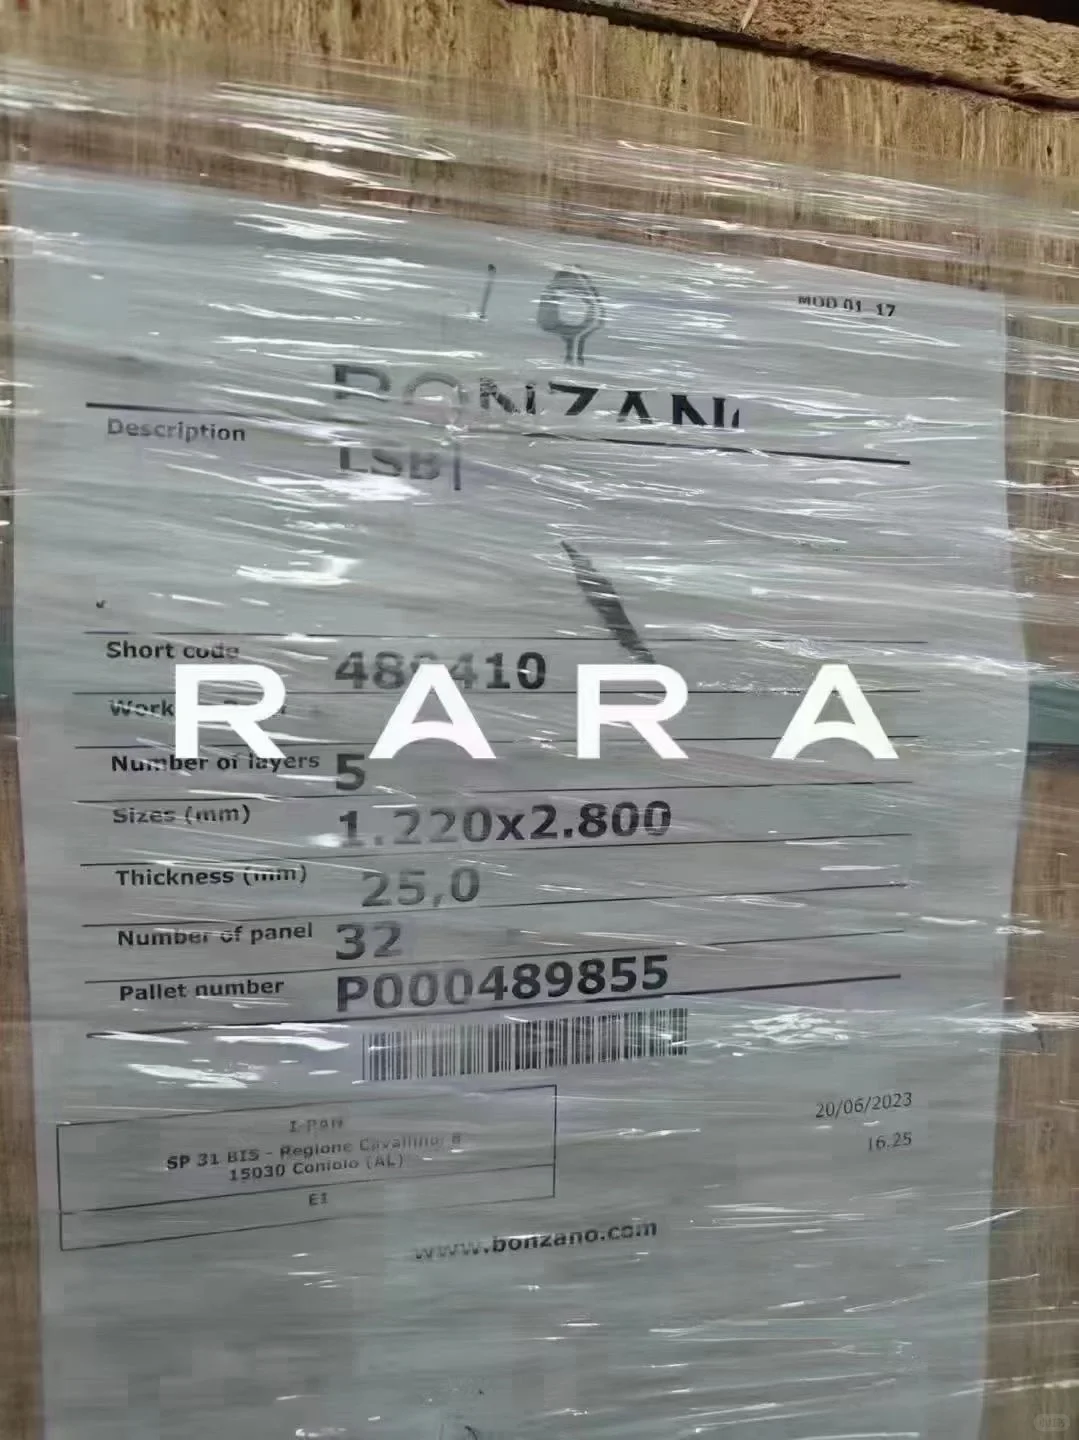 MOD 01_17
BONZANO
Description
LSB
Short code
Number of layers 5
RARA
Sizes (mm) 1.220x2.800
Thickness (mm) 25,0
Number of panel 32
Pallet number P000489855
I-PAN
SP 31 BIS - Regione Cavallino, 8
15030 Coniolo (AL)
E1
20/06/2023
16.25
www.bonzano.com